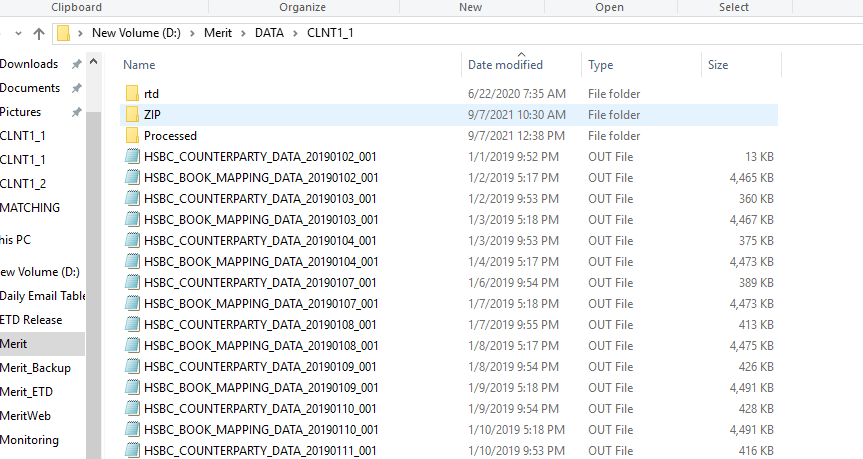 Clipboard Organize New Open Select
New Volume (D:) > Merit > DATA > CLNT1_1
Downloads
Documents
Pictures
CLNT1_1
CLNT1_1
CLNT1_2
MATCHING
his PC
ew Volume (D:)
Daily Email Table
ETD Release
Merit
Merit_Backup
Merit_ETD
MeritWeb
Monitoring
Name Date modified Type Size
rtd 6/22/2020 7:35 AM File folder
ZIP 9/7/2021 10:30 AM File folder
Processed 9/7/2021 12:38 PM File folder
HSBC_COUNTERPARTY_DATA_20190102_001 1/1/2019 9:52 PM OUT File 13 KB
HSBC_BOOK_MAPPING_DATA_20190102_001 1/2/2019 5:17 PM OUT File 4,465 KB
HSBC_COUNTERPARTY_DATA_20190103_001 1/2/2019 9:53 PM OUT File 360 KB
HSBC_BOOK_MAPPING_DATA_20190103_001 1/3/2019 5:18 PM OUT File 4,467 KB
HSBC_COUNTERPARTY_DATA_20190104_001 1/3/2019 9:53 PM OUT File 375 KB
HSBC_BOOK_MAPPING_DATA_20190104_001 1/4/2019 5:17 PM OUT File 4,473 KB
HSBC_COUNTERPARTY_DATA_20190107_001 1/6/2019 9:54 PM OUT File 389 KB
HSBC_BOOK_MAPPING_DATA_20190107_001 1/7/2019 5:18 PM OUT File 4,473 KB
HSBC_COUNTERPARTY_DATA_20190108_001 1/7/2019 9:55 PM OUT File 413 KB
HSBC_BOOK_MAPPING_DATA_20190108_001 1/8/2019 5:17 PM OUT File 4,475 KB
HSBC_COUNTERPARTY_DATA_20190109_001 1/8/2019 9:54 PM OUT File 426 KB
HSBC_BOOK_MAPPING_DATA_20190109_001 1/9/2019 5:18 PM OUT File 4,491 KB
HSBC_COUNTERPARTY_DATA_20190110_001 1/9/2019 9:54 PM OUT File 428 KB
HSBC_BOOK_MAPPING_DATA_20190110_001 1/10/2019 5:18 PM OUT File 4,491 KB
HSBC_COUNTERPARTY_DATA_20190111_001 1/10/2019 9:53 PM OUT File 416 KB